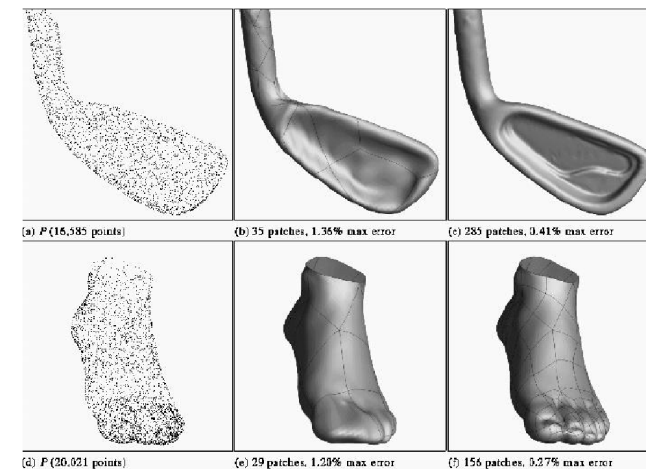 (a) P (16,585 points)
(b) 35 patches, 1.36% max error
(c) 285 patches, 0.41% max error
(d) P (20,021 points)
(e) 29 patches, 1.20% max error
(f) 156 patches, 0.27% max error